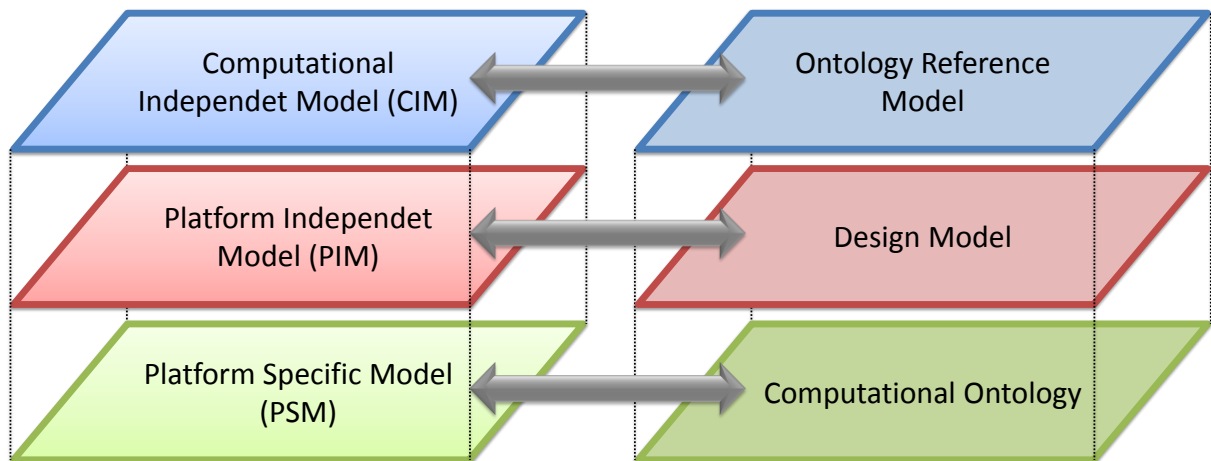 Computational
Independet Model (CIM)
Ontology Reference
Model
Platform Independet
Model (PIM)
Design Model
Platform Specific Model
(PSM)
Computational Ontology